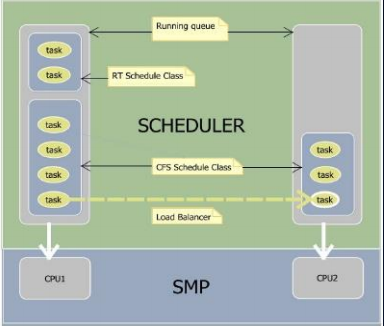 Running queue
task
task
RT Schedule Class
task
SCHEDULER
task
task
task
CFS Schedule Class
task
task
task
Load Balancer
CPU1
SMP
CPU2